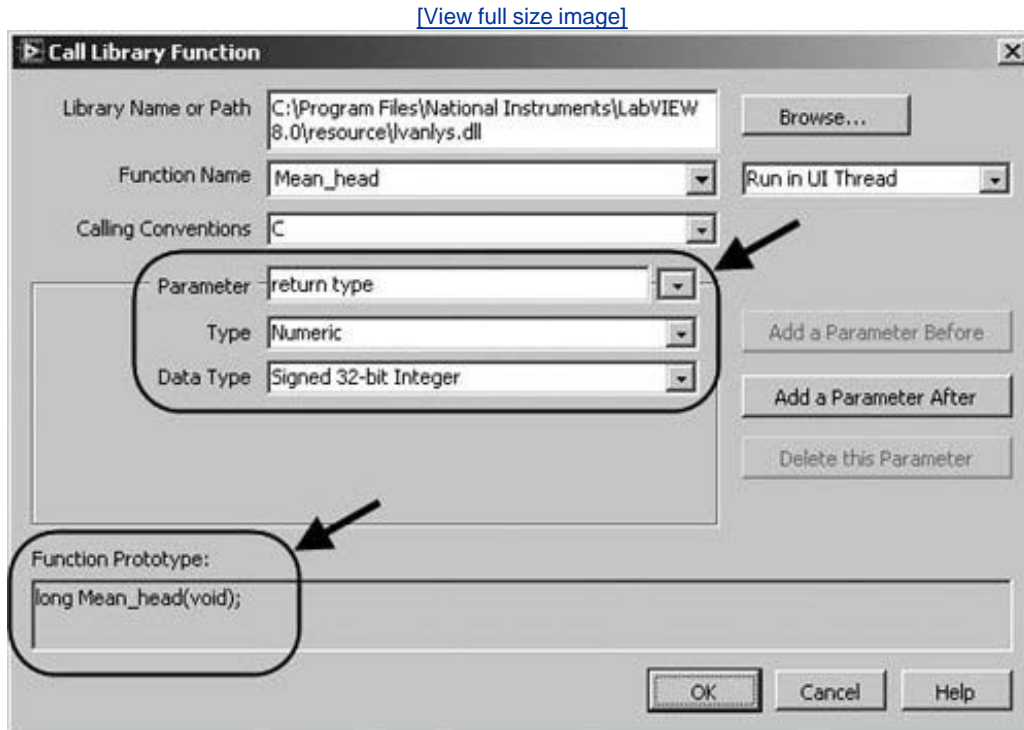 [View full size image]
Call Library Function
Library Name or Path
C:\Program Files\National Instruments\LabVIEW
8.0\resource\lvanlys.dll
Browse...
Function Name
Mean_head
Run in UI Thread
Calling Conventions
C
Parameter
return type
Type
Numeric
Add a Parameter Before
Data Type
Signed 32-bit Integer
Add a Parameter After
Delete this Parameter
Function Prototype:
long Mean_head(void);
OK
Cancel
Help